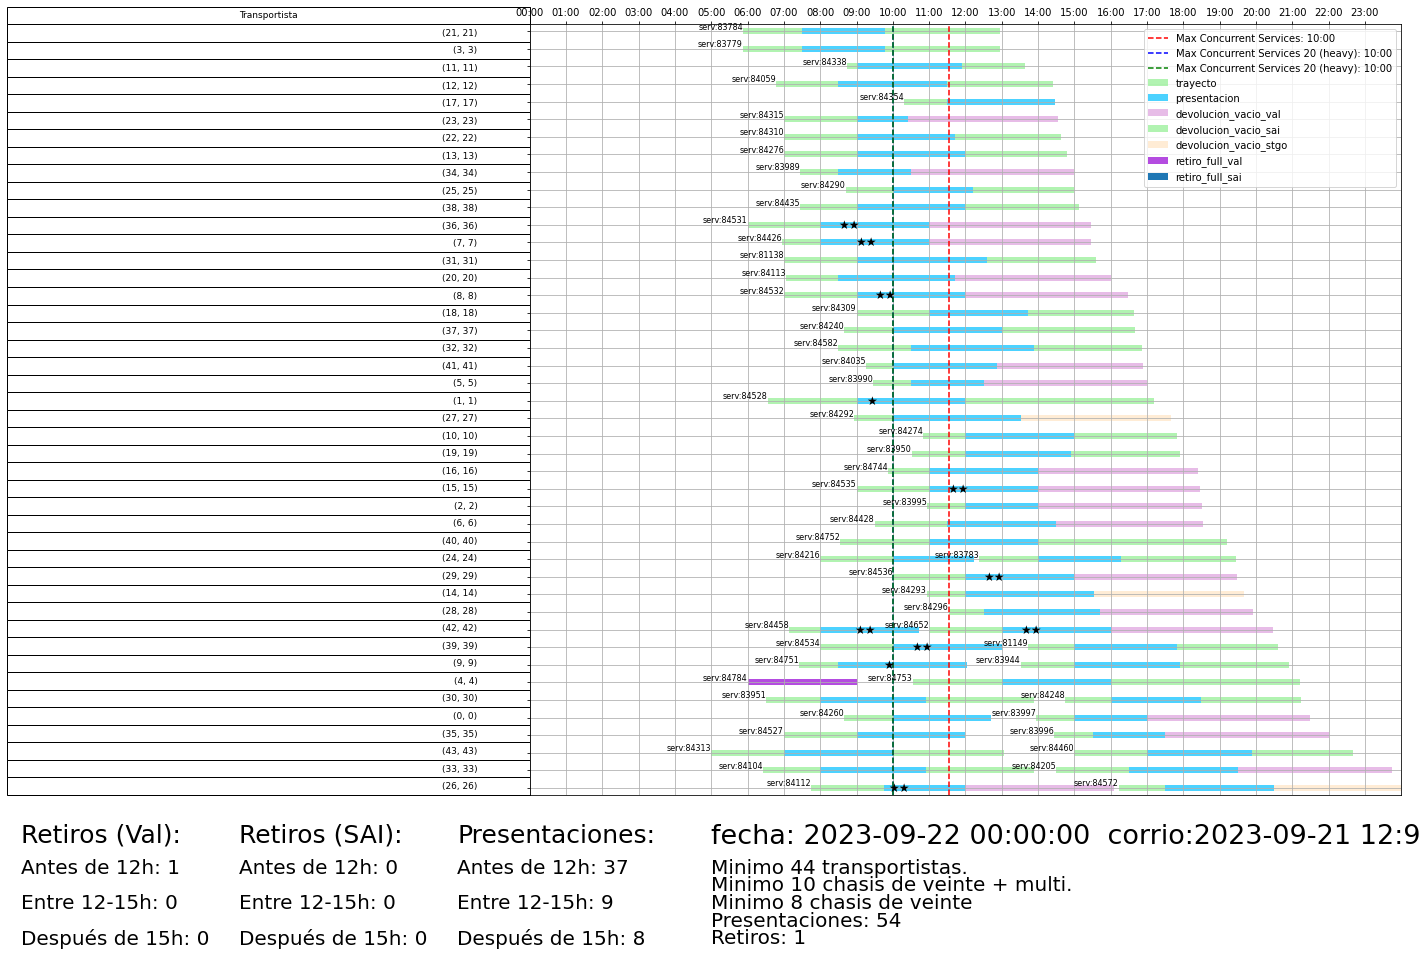 Transportista
00:00 01:00 02:00 03:00 04:00 05:00 06:00 07:00 08:00 09:00 10:00 11:00 12:00 13:00 14:00 15:00 16:00 17:00 18:00 19:00 20:00 21:00 22:00 23:00
Max Concurrent Services: 10:00
Max Concurrent Services 20 (heavy): 10:00
Max Concurrent Services 20 (heavy): 10:00
trayecto
presentacion
devolucion_vacio_val
devolucion_vacio_sai
devolucion_vacio_stgo
retiro_full_val
retiro_full_sai
(21, 21) serv:83784
(3, 3) serv:83779
(11, 11) serv:84338
(12, 12) serv:84059
(17, 17) serv:84354
(23, 23) serv:84315
(22, 22) serv:84310
(13, 13) serv:84276
(34, 34) serv:83989
(25, 25) serv:84290
(38, 38) serv:84435
(36, 36) serv:84531
(7, 7) serv:84426
(31, 31) serv:81138
(20, 20) serv:84113
(8, 8) serv:84532
(18, 18) serv:84309
(37, 37) serv:84240
(32, 32) serv:84582
(41, 41) serv:84035
(5, 5) serv:83990
(1, 1) serv:84528
(27, 27) serv:84292
(10, 10) serv:84274
(19, 19) serv:83950
(16, 16) serv:84744
(15, 15) serv:84535
(2, 2) serv:83995
(6, 6) serv:84428
(40, 40) serv:84752
(24, 24) serv:84216 serv:83783
(29, 29) serv:84536
(14, 14) serv:84293
(28, 28) serv:84296
(42, 42) serv:84458 serv:84652
(39, 39) serv:84534 serv:81149
(9, 9) serv:84751 serv:83944
(4, 4) serv:84784 serv:84753
(30, 30) serv:83951 serv:84248
(0, 0) serv:84260 serv:83997
(35, 35) serv:84527 serv:83996
(43, 43) serv:84313 serv:84460
(33, 33) serv:84104 serv:84205
(26, 26) serv:84112 serv:84572
Retiros (Val):
Antes de 12h: 1
Entre 12-15h: 0
Después de 15h: 0
Retiros (SAI):
Antes de 12h: 0
Entre 12-15h: 0
Después de 15h: 0
Presentaciones:
Antes de 12h: 37
Entre 12-15h: 9
Después de 15h: 8
fecha: 2023-09-22 00:00:00 corrio:2023-09-21 12:9
Minimo 44 transportistas.
Minimo 10 chasis de veinte + multi.
Minimo 8 chasis de veinte
Presentaciones: 54
Retiros: 1